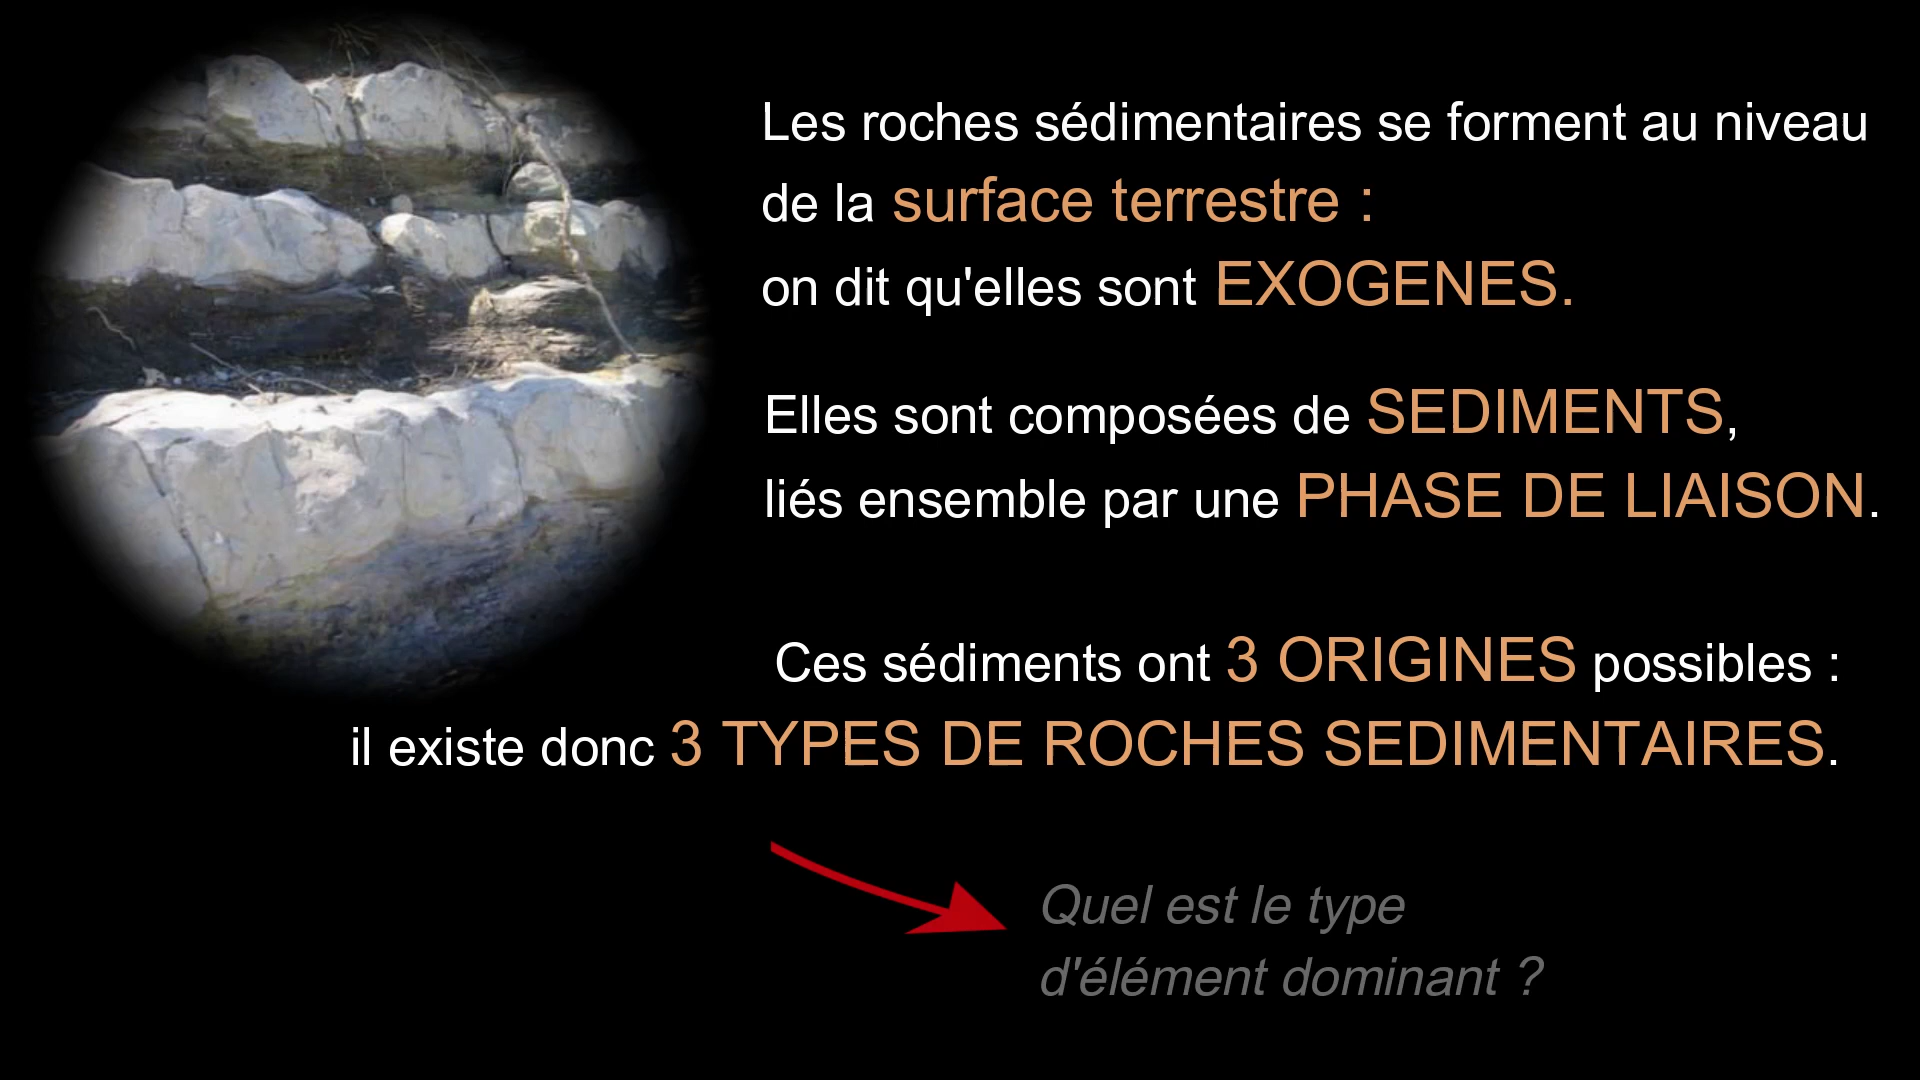 Les roches sédimentaires se forment au niveau
de la surface terrestre :
on dit qu'elles sont EXOGENES.
Elles sont composées de SEDIMENTS,
liés ensemble par une PHASE DE LIAISON.
Ces sédiments ont 3 ORIGINES possibles :
il existe donc 3 TYPES DE ROCHES SEDIMENTAIRES.
Quel est le type
d'élément dominant ?